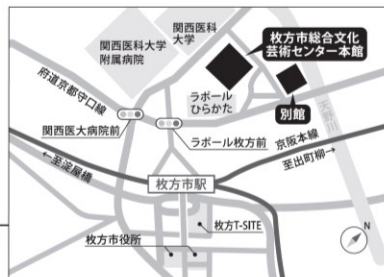 関西医科
大学
関西医科大学
附属病院
枚方市総合文化
芸術センター本館
ラポール
ひらかた
別館
天野川
府道京都守口線
関西医大病院前
ラポール枚方前
京阪本線
至出町柳→
←至淀屋橋
枚方市駅
枚方T-SITE
枚方市役所
N